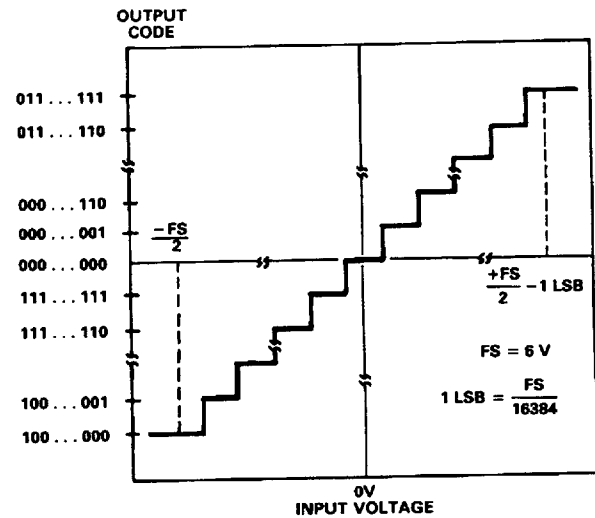 OUTPUT
CODE
011 . . . 111
011 . . . 110
000 . . . 110
000 . . . 001
000 . . . 000
111 . . . 111
111 . . . 110
100 . . . 001
100 . . . 000
−FS
2
+FS
2
− 1 LSB
FS = 6 V
1 LSB = FS
16384
0V
INPUT VOLTAGE